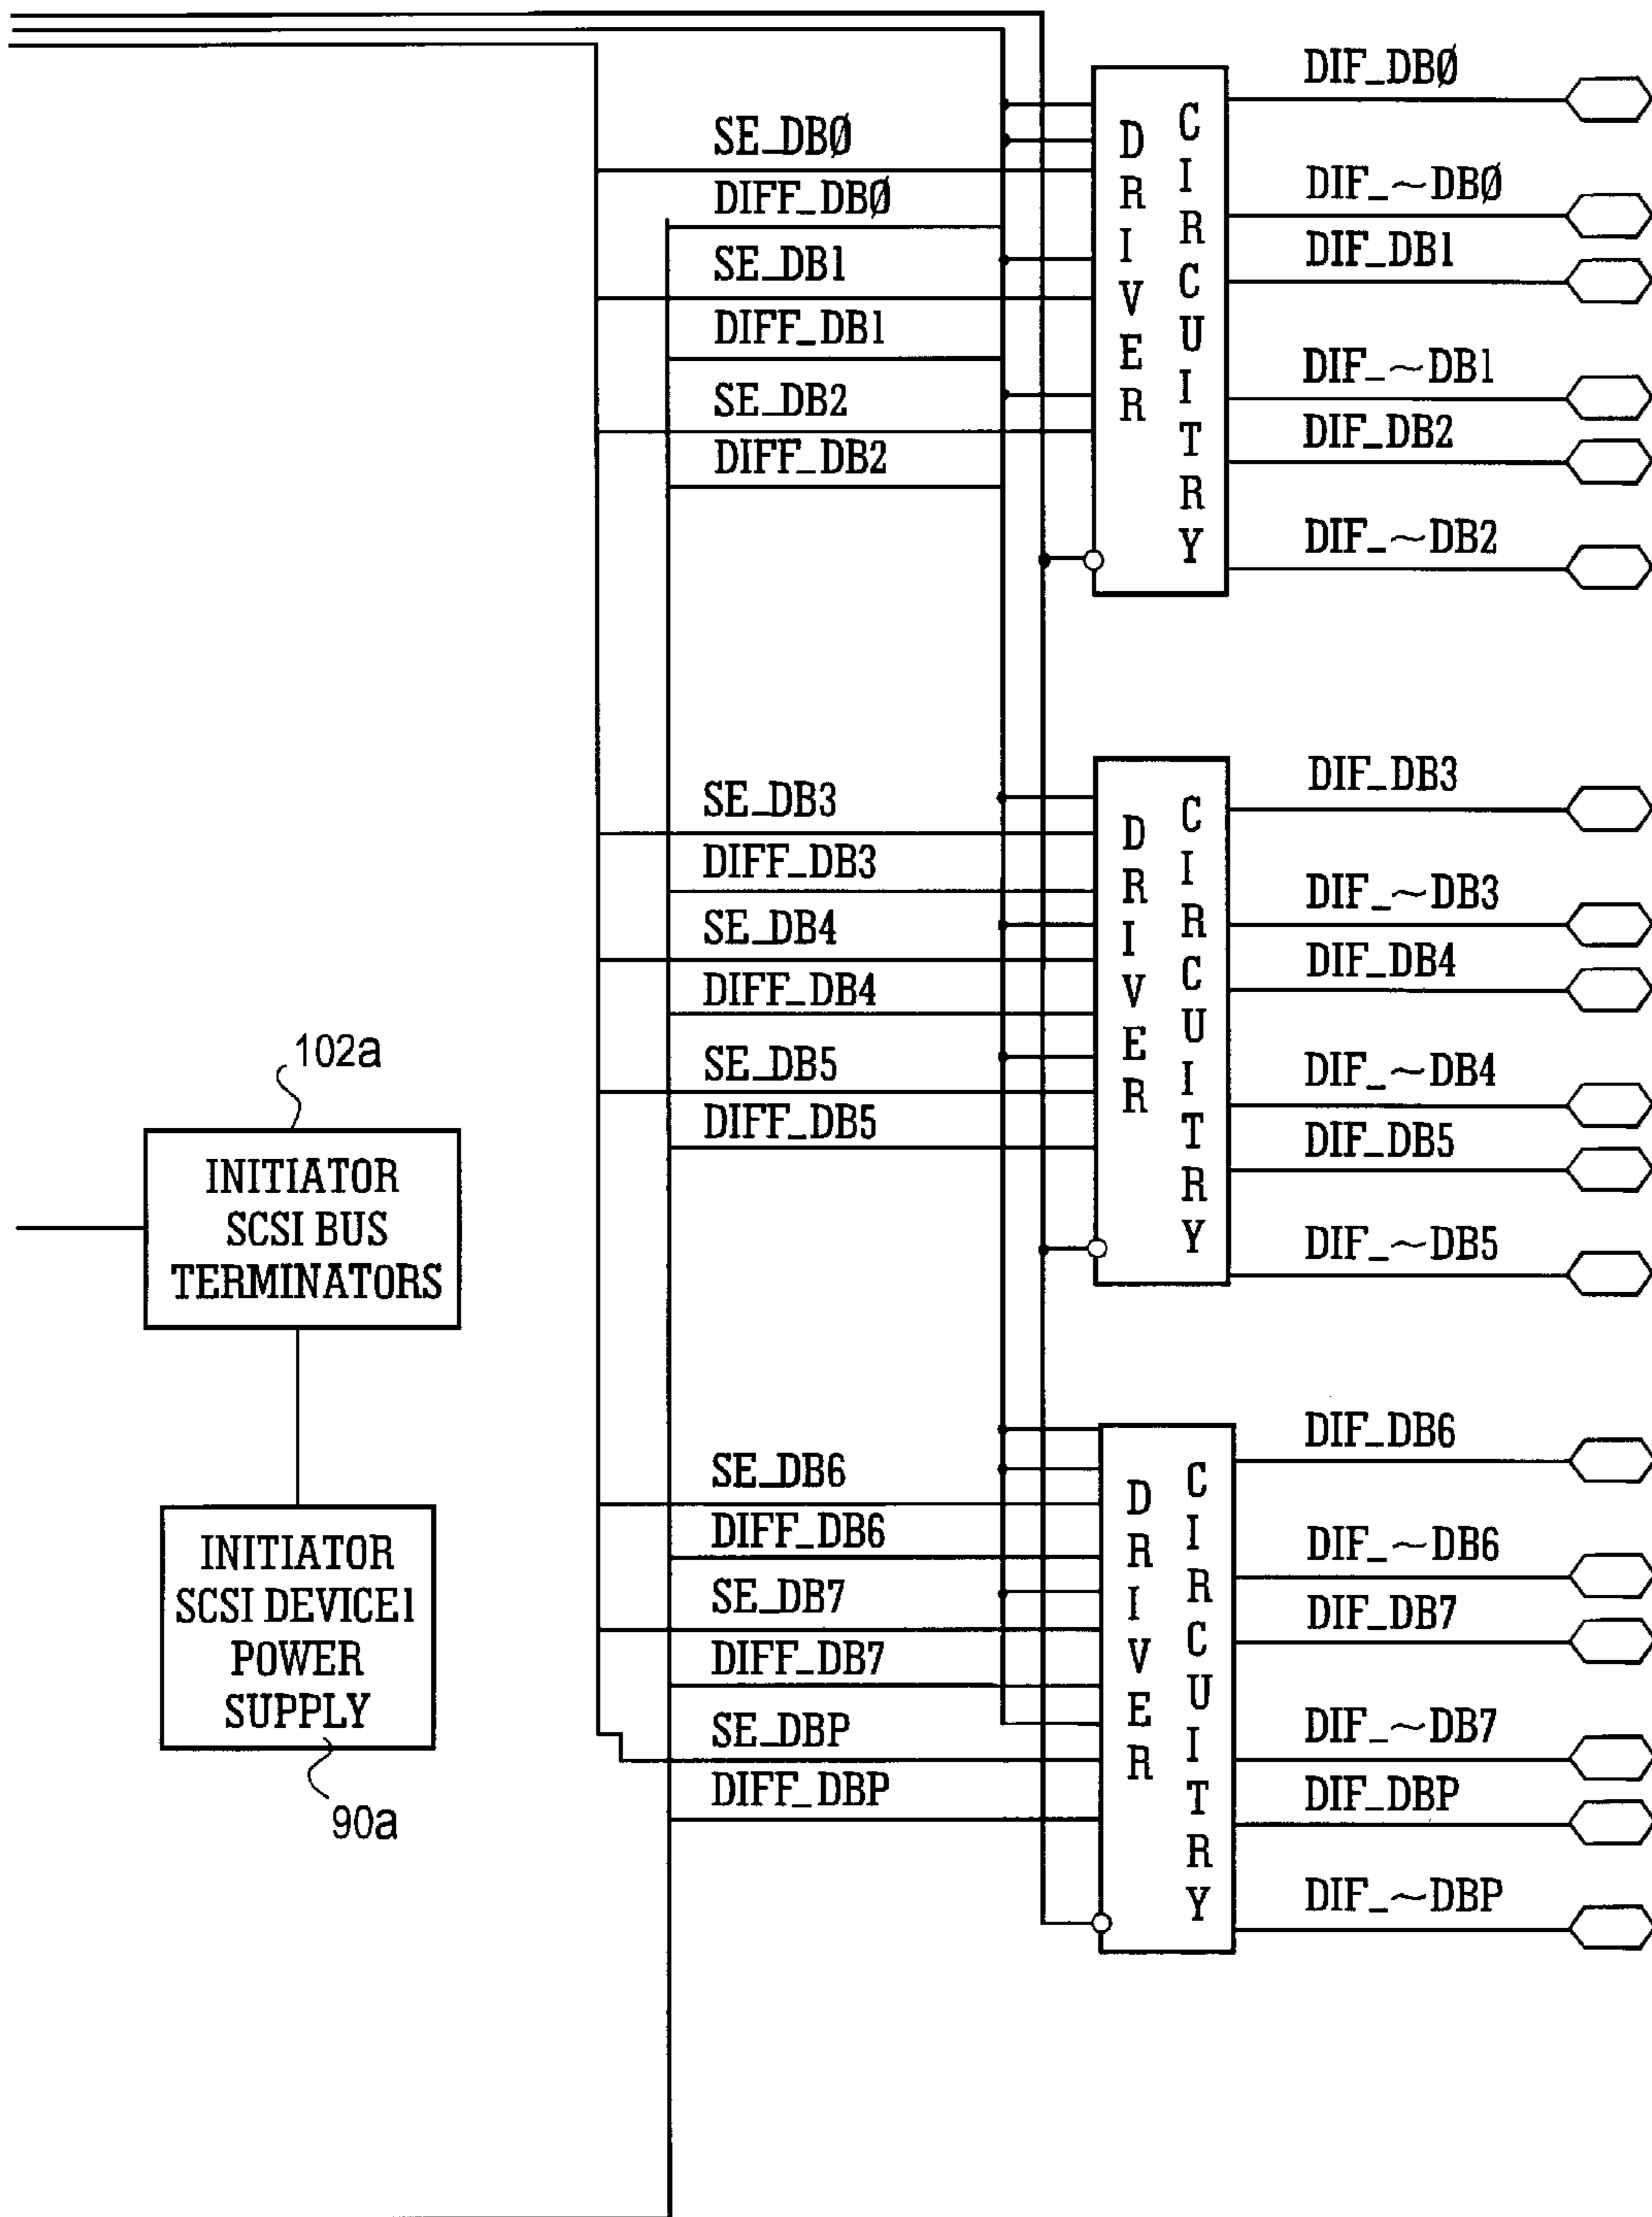 SE_DBØ
DIFF_DBØ
SE_DB1
DIFF_DB1
SE_DB2
DIFF_DB2
DRIVER
CIRCUITRY
DIF_DBØ
DIF_~DBØ
DIF_DB1
DIF_~DB1
DIF_DB2
DIF_~DB2
SE_DB3
DIFF_DB3
SE_DB4
DIFF_DB4
SE_DB5
DIFF_DB5
DRIVER
CIRCUITRY
DIF_DB3
DIF_~DB3
DIF_DB4
DIF_~DB4
DIF_DB5
DIF_~DB5
102a
INITIATOR
SCSI BUS
TERMINATORS
INITIATOR
SCSI DEVICE1
POWER
SUPPLY
90a
SE_DB6
DIFF_DB6
SE_DB7
DIFF_DB7
SE_DBP
DIFF_DBP
DRIVER
CIRCUITRY
DIF_DB6
DIF_~DB6
DIF_DB7
DIF_~DB7
DIF_DBP
DIF_~DBP